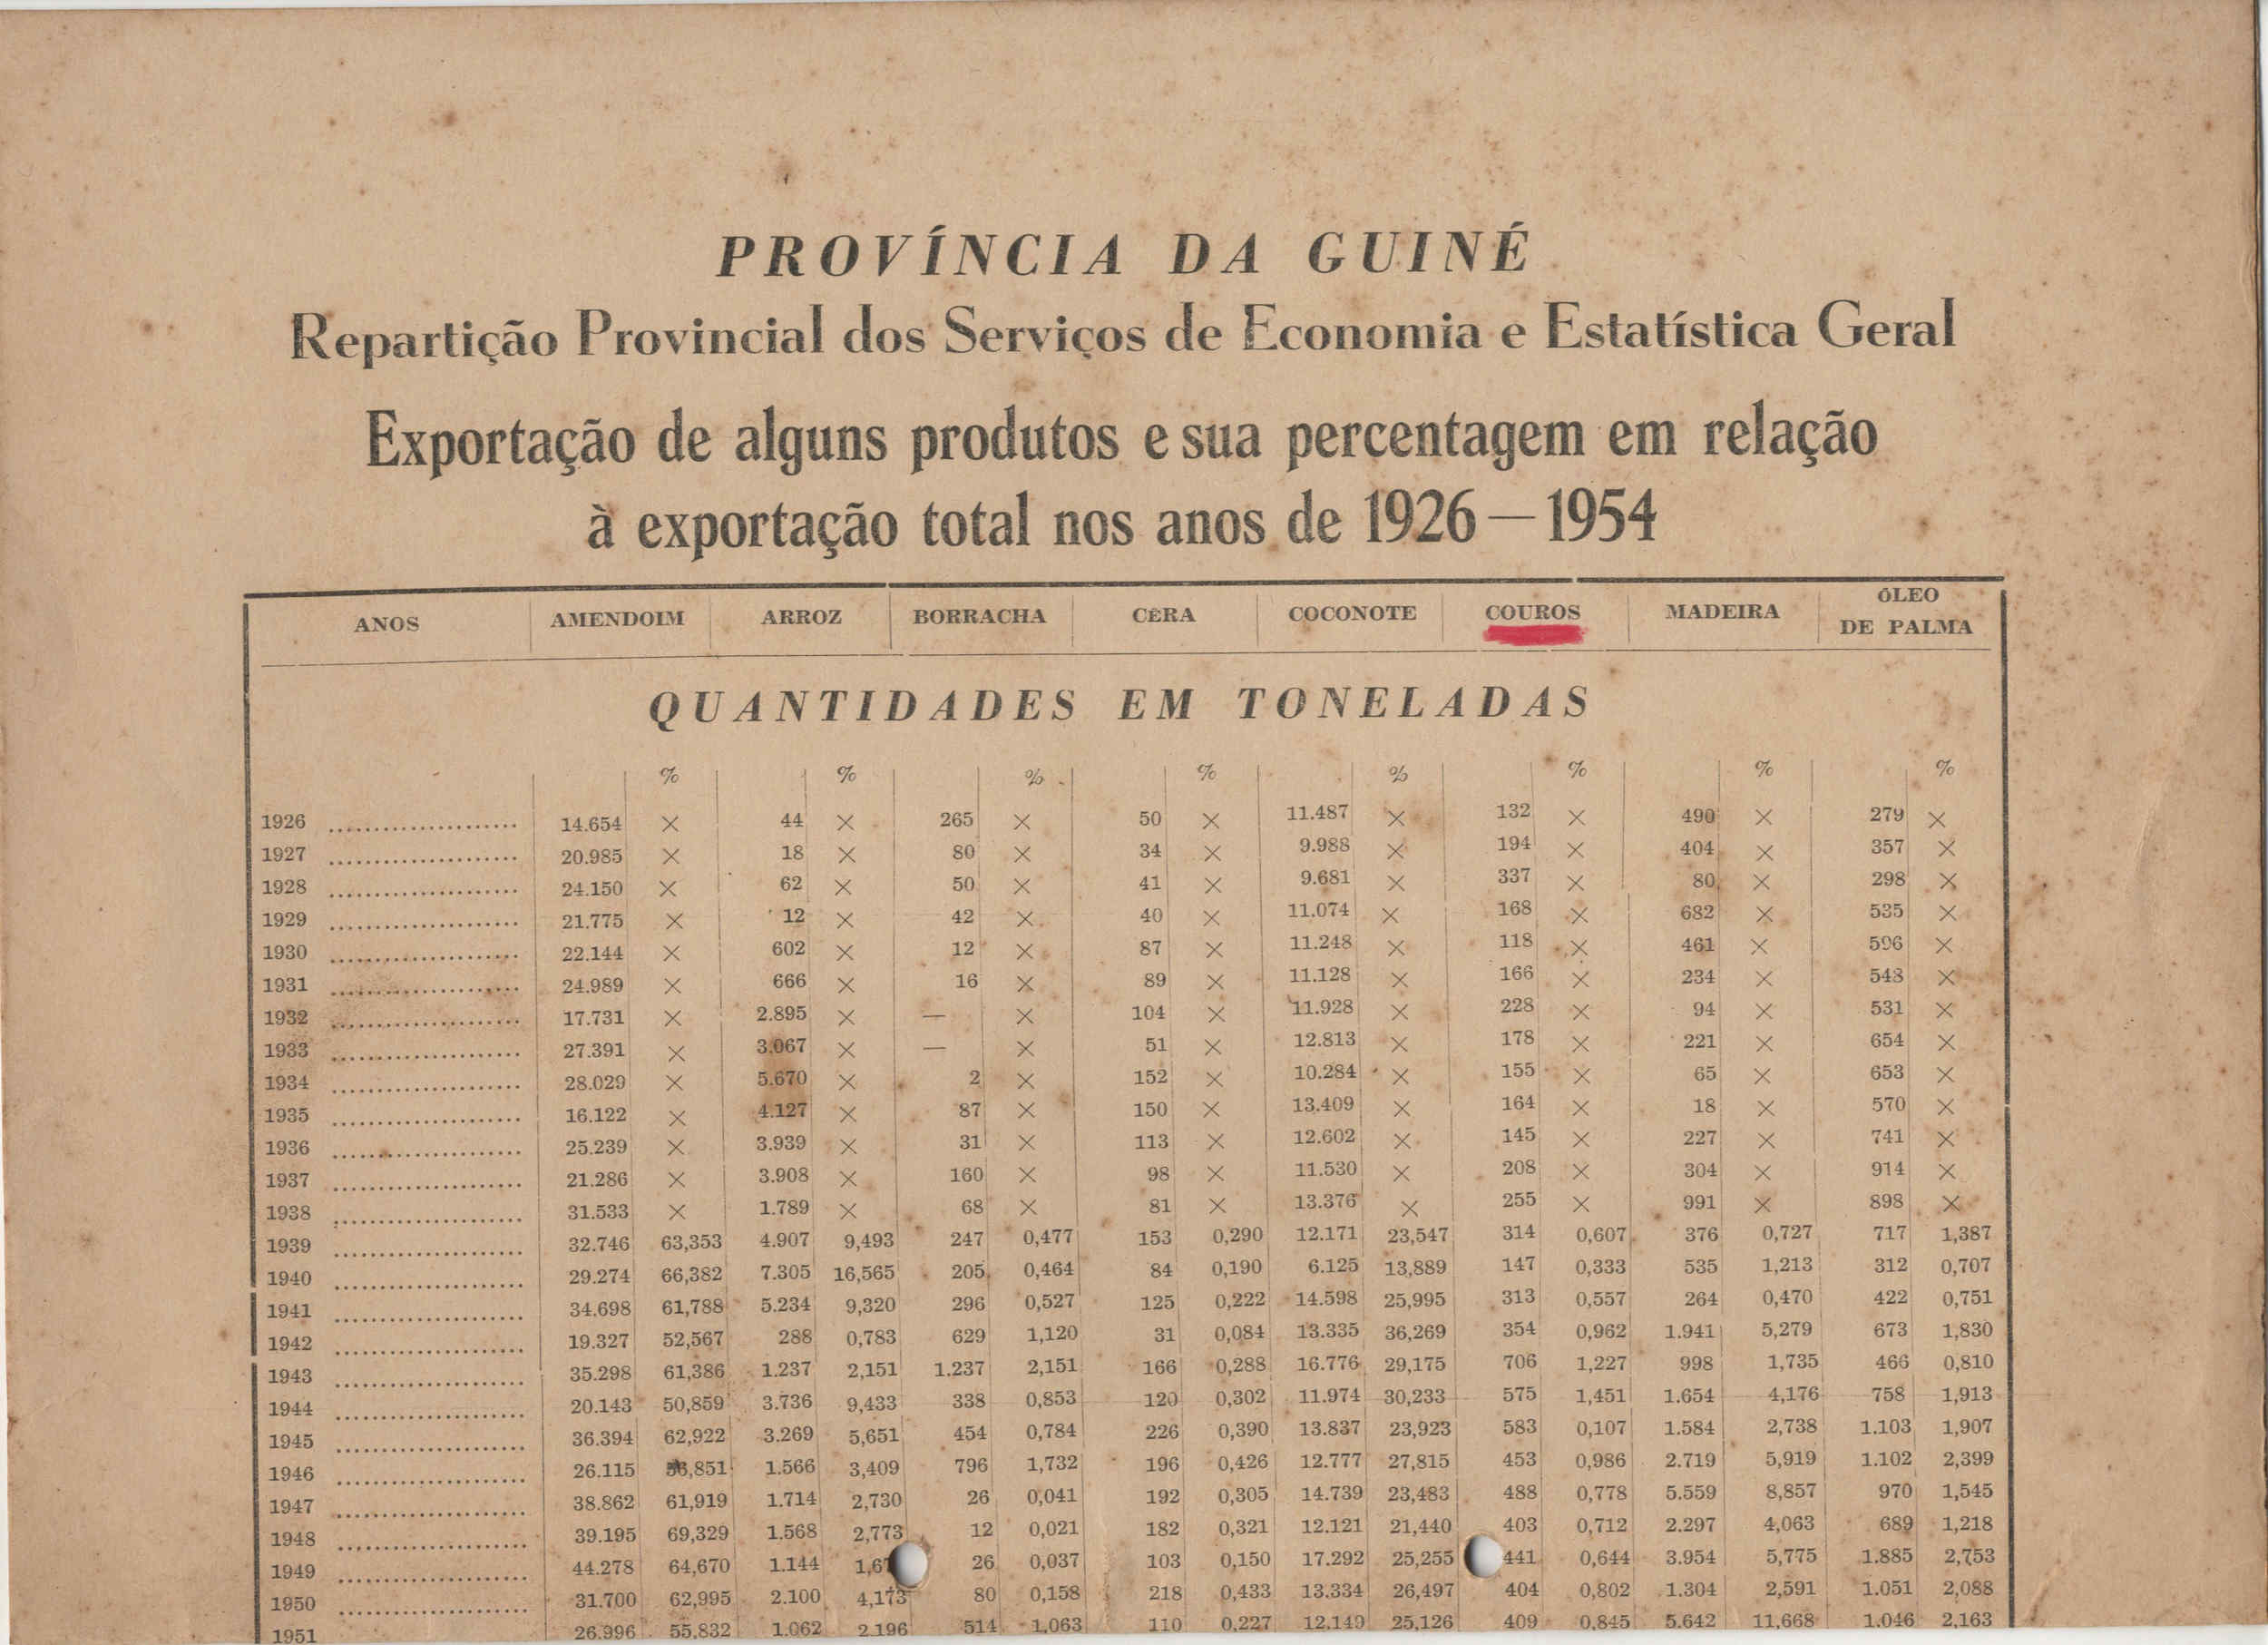 PROVÍNCIA DA GUINÉ
Repartição Provincial dos Serviços de Economia e Estatística Geral
Exportação de alguns produtos e sua percentagem em relação
à exportação total nos anos de 1926—1954
ANOS AMENDOIM ARROZ BORRACHA CÊRA COCONOTE COUROS MADEIRA ÓLEO DE PALMA
QUANTIDADES EM TONELADAS
% % % % % % % %
1926 ..................... 14.654 × 44 × 265 × 50 × 11.487 × 132 × 490 × 279 ×
1927 ..................... 20.985 × 18 × 80 × 34 × 9.988 × 194 × 404 × 357 ×
1928 ..................... 24.150 × 62 × 50 × 41 × 9.681 × 337 × 80 × 298 ×
1929 ..................... 21.775 × 12 × 42 × 40 × 11.074 × 168 × 682 × 535 ×
1930 ..................... 22.144 × 602 × 12 × 87 × 11.248 × 118 × 461 × 596 ×
1931 ..................... 24.989 × 666 × 16 × 89 × 11.128 × 166 × 234 × 543 ×
1932 ..................... 17.731 × 2.895 × — × 104 × 11.928 × 228 × 94 × 531 ×
1933 ..................... 27.391 × 3.067 × — × 51 × 12.813 × 178 × 221 × 654 ×
1934 ..................... 28.029 × 5.670 × 2 × 152 × 10.284 × 155 × 65 × 653 ×
1935 ..................... 16.122 × 4.127 × 87 × 150 × 13.409 × 164 × 18 × 570 ×
1936 ..................... 25.239 × 3.939 × 31 × 113 × 12.602 × 145 × 227 × 741 ×
1937 ..................... 21.286 × 3.908 × 160 × 98 × 11.530 × 208 × 304 × 914 ×
1938 ..................... 31.533 × 1.789 × 68 × 81 × 13.376 × 255 × 991 × 898 ×
1939 ..................... 32.746 63,353 4.907 9,493 247 0,477 153 0,290 12.171 23,547 314 0,607 376 0,727 717 1,387
1940 ..................... 29.274 66,382 7.305 16,565 205 0,464 84 0,190 6.125 13,889 147 0,333 535 1,213 312 0,707
1941 ..................... 34.698 61,788 5.234 9,320 296 0,527 125 0,222 14.598 25,995 313 0,557 264 0,470 422 0,751
1942 ..................... 19.327 52,567 288 0,783 629 1,120 31 0,084 13.335 36,269 354 0,962 1.941 5,279 673 1,830
1943 ..................... 35.298 61,386 1.237 2,151 1.237 2,151 166 0,288 16.776 29,175 706 1,227 998 1,735 466 0,810
1944 ..................... 20.143 50,859 3.736 9,433 338 0,853 120 0,302 11.974 30,233 575 1,451 1.654 4,176 758 1,913
1945 ..................... 36.394 62,922 3.269 5,651 454 0,784 226 0,390 13.837 23,923 583 0,107 1.584 2,738 1.103 1,907
1946 ..................... 26.115 1.566 3,409 796 1,732 196 0,426 12.777 27,815 453 0,986 2.719 5,919 1.102 2,399
1947 ..................... 38.862 61,919 1.714 2,730 26 0,041 192 0,305 14.739 23,483 488 0,778 5.559 8,857 970 1,545
1948 ..................... 39.195 69,329 1.568 2,773 12 0,021 182 0,321 12.121 21,440 403 0,712 2.297 4,063 689 1,218
1949 ..................... 44.278 64,670 1.144 26 0,037 103 0,150 17.292 25,255 441 0,644 3.954 5,775 1.885 2,753
1950 ..................... 31.700 62,995 2.100 4,173 80 0,158 218 0,433 13.334 26,497 404 0,802 1.304 2,591 1.051 2,088
1951 26.996 55,832 1.062 2.196 514 1,063 110 0,227 12.149 25,126 409 0,845 5.642 11,668 1.046 2,163